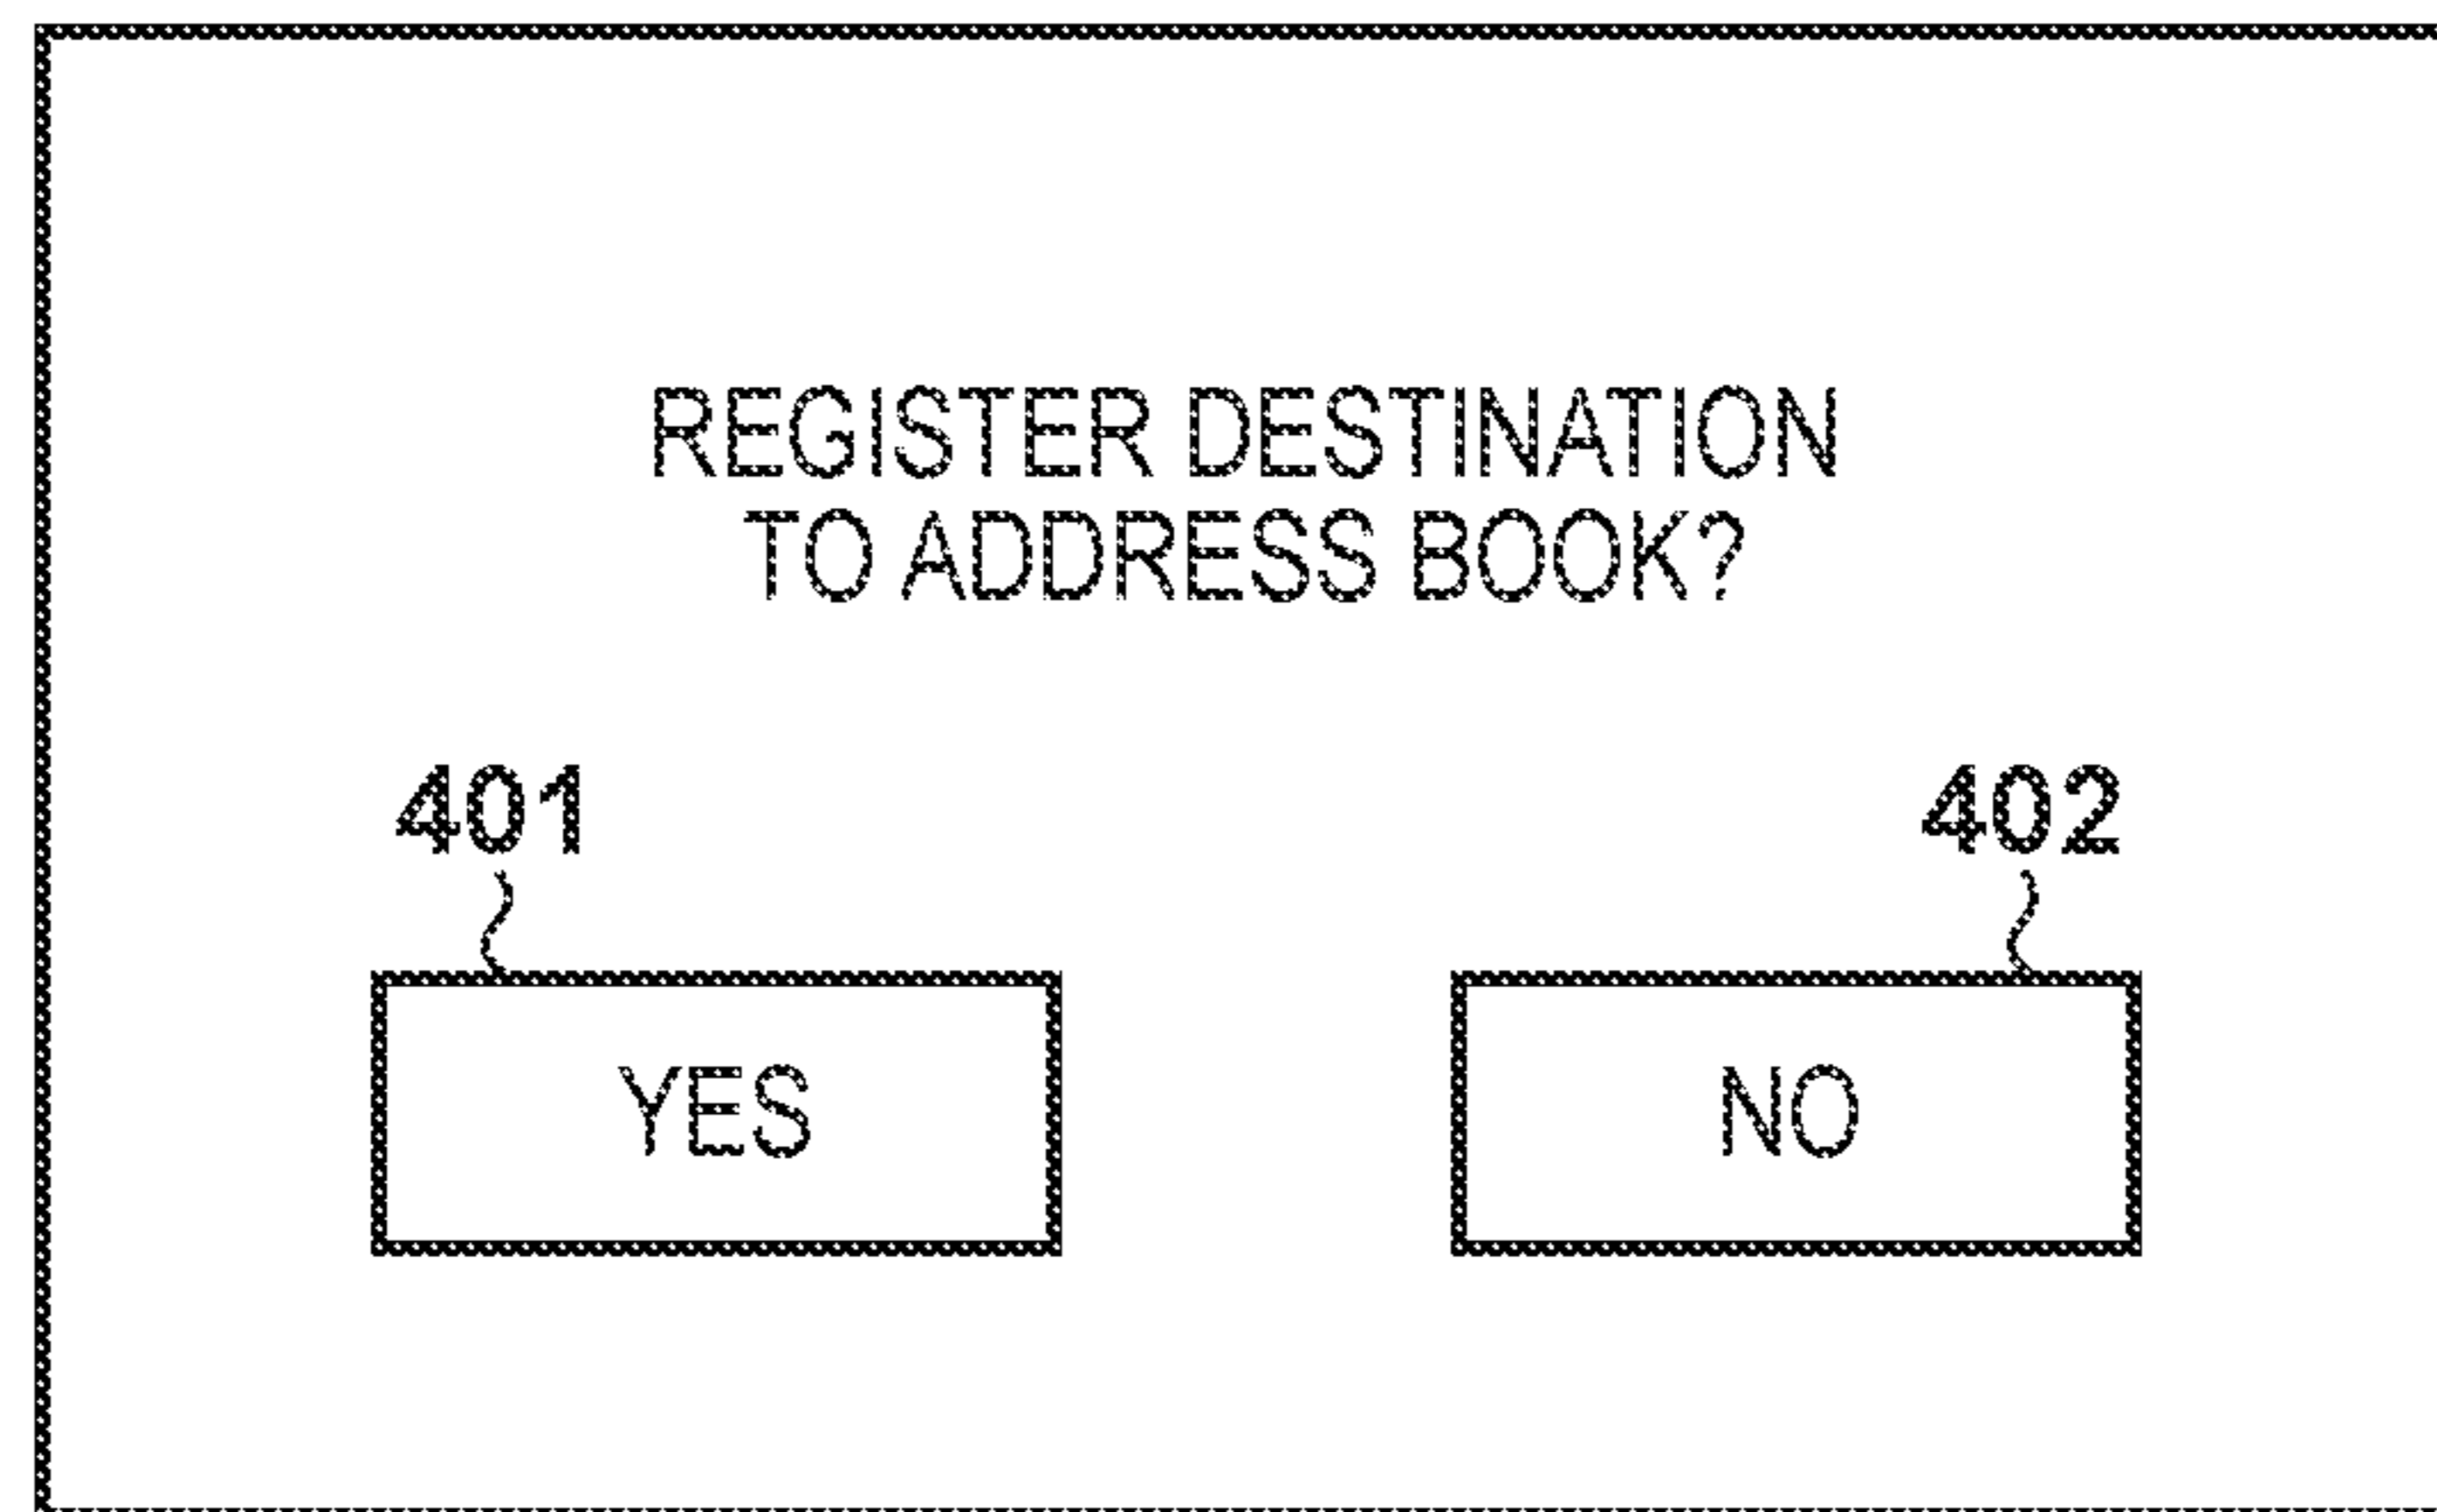 REGISTER DESTINATION
TO ADDRESS BOOK?
401
402
YES
NO